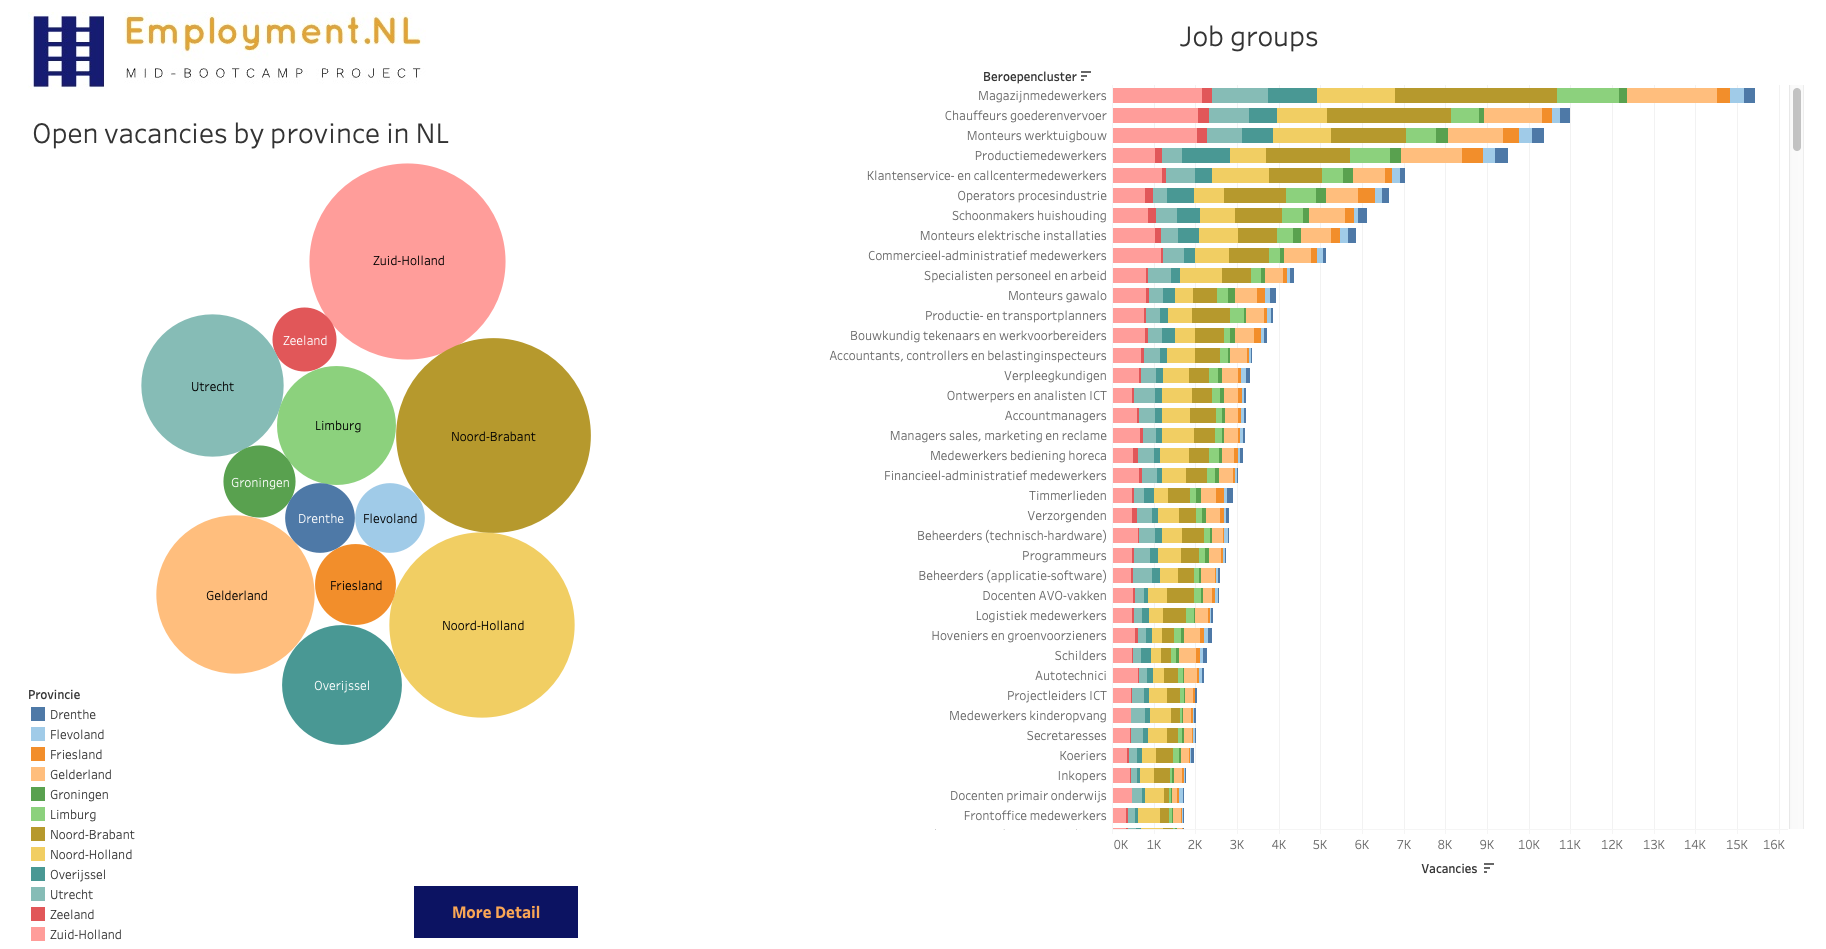 Employment.NL
MID-BOOTCAMP PROJECT
Open vacancies by province in NL
Zuid-Holland
Zeeland
Utrecht
Limburg
Noord-Brabant
Groningen
Drenthe
Flevoland
Friesland
Gelderland
Noord-Holland
Overijssel
Provincie
Drenthe
Flevoland
Friesland
Gelderland
Groningen
Limburg
Noord-Brabant
Noord-Holland
Overijssel
Utrecht
Zeeland
Zuid-Holland
More Detail
Job groups
Beroepencluster
Magazijnmedewerkers
Chauffeurs goederenvervoer
Monteurs werktuigbouw
Productiemedewerkers
Klantenservice- en callcentermedewerkers
Operators procesindustrie
Schoonmakers huishouding
Monteurs elektrische installaties
Commercieel-administratief medewerkers
Specialisten personeel en arbeid
Monteurs gawalo
Productie- en transportplanners
Bouwkundig tekenaars en werkvoorbereiders
Accountants, controllers en belastinginspecteurs
Verpleegkundigen
Ontwerpers en analisten ICT
Accountmanagers
Managers sales, marketing en reclame
Medewerkers bediening horeca
Financieel-administratief medewerkers
Timmerlieden
Verzorgenden
Beheerders (technisch-hardware)
Programmeurs
Beheerders (applicatie-software)
Docenten AVO-vakken
Logistiek medewerkers
Hoveniers en groenvoorzieners
Schilders
Autotechnici
Projectleiders ICT
Medewerkers kinderopvang
Secretaresses
Koeriers
Inkopers
Docenten primair onderwijs
Frontoffice medewerkers
0K 1K 2K 3K 4K 5K 6K 7K 8K 9K 10K 11K 12K 13K 14K 15K 16K
Vacancies